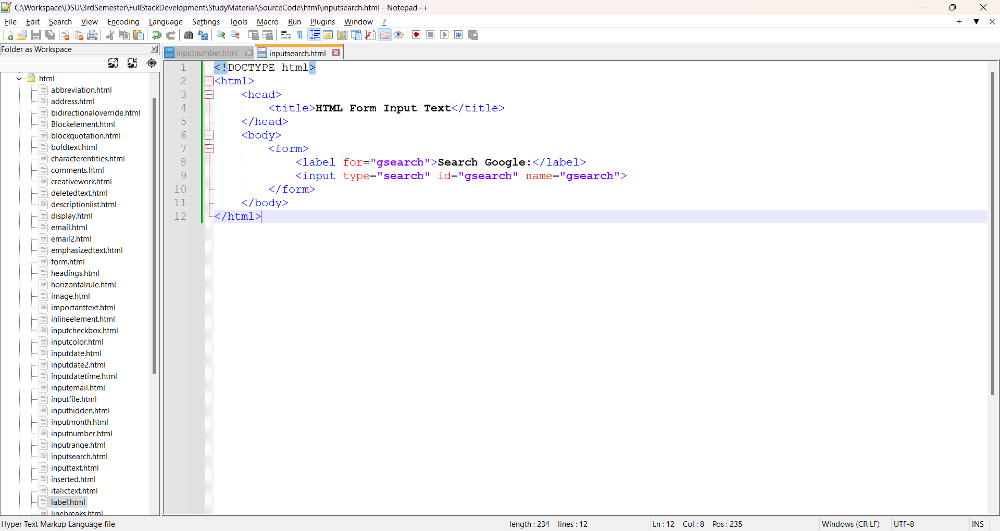 C:\Workspace\DSU\3rdSemester\FullStackDevelopment\StudyMaterial\SourceCode\html\inputsearch.html - Notepad++
File Edit Search View Encoding Language Settings Tools Macro Run Plugins Window ?
Folder as Workspace
inputnumber.html inputsearch.html
html
abbreviation.html
address.html
bidirectionaloverride.html
Blockelement.html
blockquotation.html
boldtext.html
characterentities.html
comments.html
creativework.html
deletedtext.html
descriptionlist.html
display.html
email.html
email2.html
emphasizedtext.html
form.html
headings.html
horizontalrule.html
image.html
importanttext.html
inlineelement.html
inputcheckbox.html
inputcolor.html
inputdate.html
inputdate2.html
inputdatetime.html
inputemail.html
inputfile.html
inputhidden.html
inputmonth.html
inputnumber.html
inputrange.html
inputsearch.html
inputtext.html
inserted.html
italictext.html
label.html
linebreaks.html
1 <!DOCTYPE html>
2 <html>
3 <head>
4 <title>HTML Form Input Text</title>
5 </head>
6 <body>
7 <form>
8 <label for="gsearch">Search Google:</label>
9 <input type="search" id="gsearch" name="gsearch">
10 </form>
11 </body>
12 </html>
Hyper Text Markup Language file length : 234 lines : 12 Ln : 12 Col : 8 Pos : 235 Windows (CR LF) UTF-8 INS